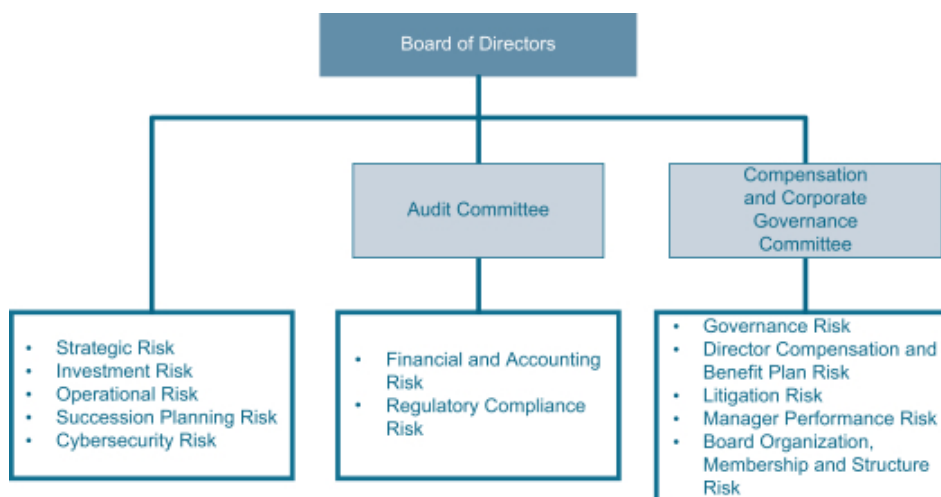 Board of Directors
Audit Committee
Compensation
and Corporate
Governance
Committee
• Strategic Risk
• Investment Risk
• Operational Risk
• Succession Planning Risk
• Cybersecurity Risk
• Financial and Accounting
Risk
• Regulatory Compliance
Risk
• Governance Risk
• Director Compensation and
Benefit Plan Risk
• Litigation Risk
• Manager Performance Risk
• Board Organization,
Membership and Structure
Risk